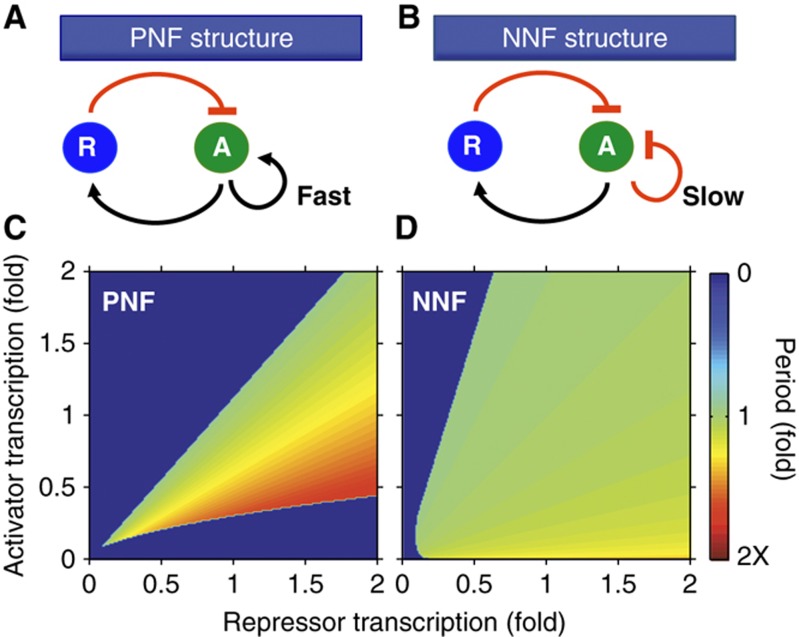 A
PNF structure
R
A
Fast
B
NNF structure
R
A
Slow
C
D
Activator transcription (fold)
2
1.5
1
0.5
0
PNF
0
0.5
1
1.5
2
NNF
0
0.5
1
1.5
2
0
1
2X
Period (fold)
Repressor transcription (fold)